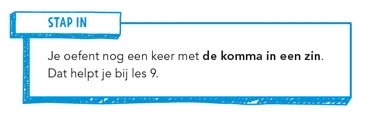 STAP IN
Je oefent nog een keer met de komma in een zin.
Dat helpt je bij les 9.